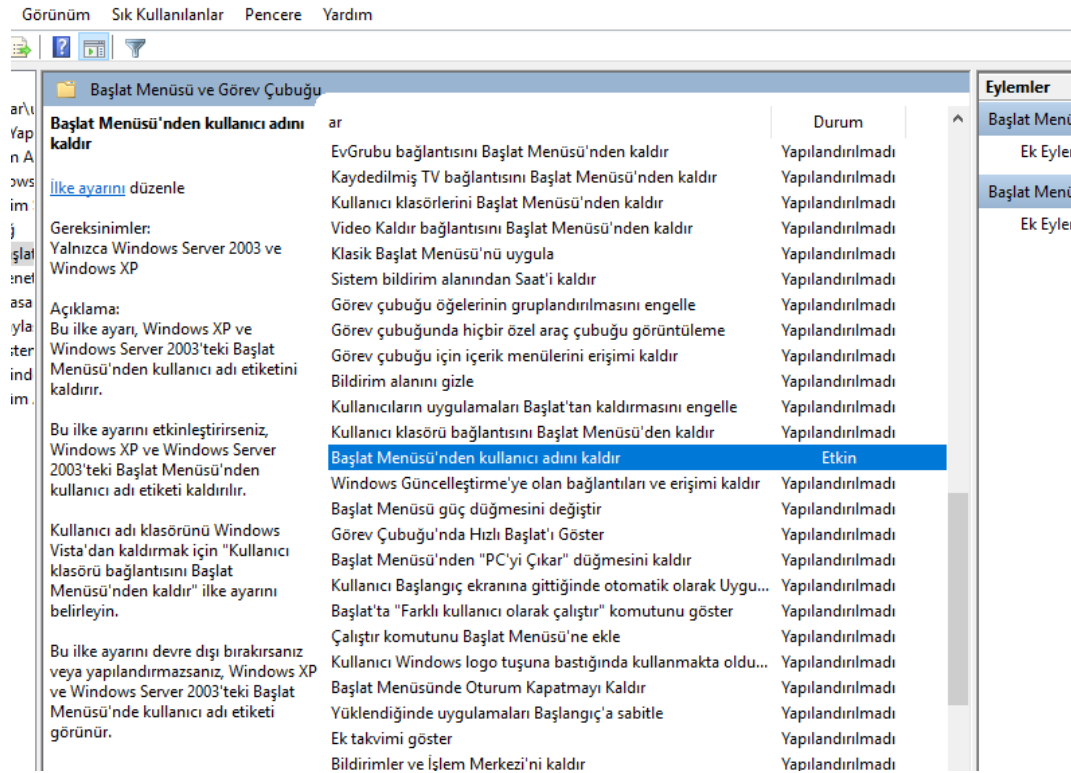 Görünüm Sık Kullanılanlar Pencere Yardım
Başlat Menüsü ve Görev Çubuğu
Başlat Menüsü'nden kullanıcı adını
kaldır
İlke ayarını düzenle
Gereksinimler:
Yalnızca Windows Server 2003 ve
Windows XP
Açıklama:
Bu ilke ayarı, Windows XP ve
Windows Server 2003'teki Başlat
Menüsü'nden kullanıcı adı etiketini
kaldırır.
Bu ilke ayarını etkinleştirirseniz,
Windows XP ve Windows Server
2003'teki Başlat Menüsü'nden
kullanıcı adı etiketi kaldırılır.
Kullanıcı adı klasörünü Windows
Vista'dan kaldırmak için "Kullanıcı
klasörü bağlantısını Başlat
Menüsü'nden kaldır" ilke ayarını
belirleyin.
Bu ilke ayarını devre dışı bırakırsanız
veya yapılandırmazsanız, Windows XP
ve Windows Server 2003'teki Başlat
Menüsü'nde kullanıcı adı etiketi
görünür.
ar Durum
EvGrubu bağlantısını Başlat Menüsü'nden kaldır Yapılandırılmadı
Kaydedilmiş TV bağlantısını Başlat Menüsü'nden kaldır Yapılandırılmadı
Kullanıcı klasörlerini Başlat Menüsü'nden kaldır Yapılandırılmadı
Video Kaldır bağlantısını Başlat Menüsü'nden kaldır Yapılandırılmadı
Klasik Başlat Menüsü'nü uygula Yapılandırılmadı
Sistem bildirim alanından Saat'i kaldır Yapılandırılmadı
Görev çubuğu öğelerinin gruplandırılmasını engelle Yapılandırılmadı
Görev çubuğunda hiçbir özel araç çubuğu görüntüleme Yapılandırılmadı
Görev çubuğu için içerik menülerini erişimi kaldır Yapılandırılmadı
Bildirim alanını gizle Yapılandırılmadı
Kullanıcıların uygulamaları Başlat'tan kaldırmasını engelle Yapılandırılmadı
Kullanıcı klasörü bağlantısını Başlat Menüsü'den kaldır Yapılandırılmadı
Başlat Menüsü'nden kullanıcı adını kaldır Etkin
Windows Güncelleştirme'ye olan bağlantıları ve erişimi kaldır Yapılandırılmadı
Başlat Menüsü güç düğmesini değiştir Yapılandırılmadı
Görev Çubuğu'nda Hızlı Başlat'ı Göster Yapılandırılmadı
Başlat Menüsü'nden "PC'yi Çıkar" düğmesini kaldır Yapılandırılmadı
Kullanıcı Başlangıç ekranına gittiğinde otomatik olarak Uygu... Yapılandırılmadı
Başlat'ta "Farklı kullanıcı olarak çalıştır" komutunu göster Yapılandırılmadı
Çalıştır komutunu Başlat Menüsü'ne ekle Yapılandırılmadı
Kullanıcı Windows logo tuşuna bastığında kullanmakta oldu... Yapılandırılmadı
Başlat Menüsünde Oturum Kapatmayı Kaldır Yapılandırılmadı
Yüklendiğinde uygulamaları Başlangıç'a sabitle Yapılandırılmadı
Ek takvimi göster Yapılandırılmadı
Bildirimler ve İşlem Merkezi'ni kaldır Yapılandırılmadı
Eylemler
Başlat Menü
Ek Eyle
Başlat Menü
Ek Eyle